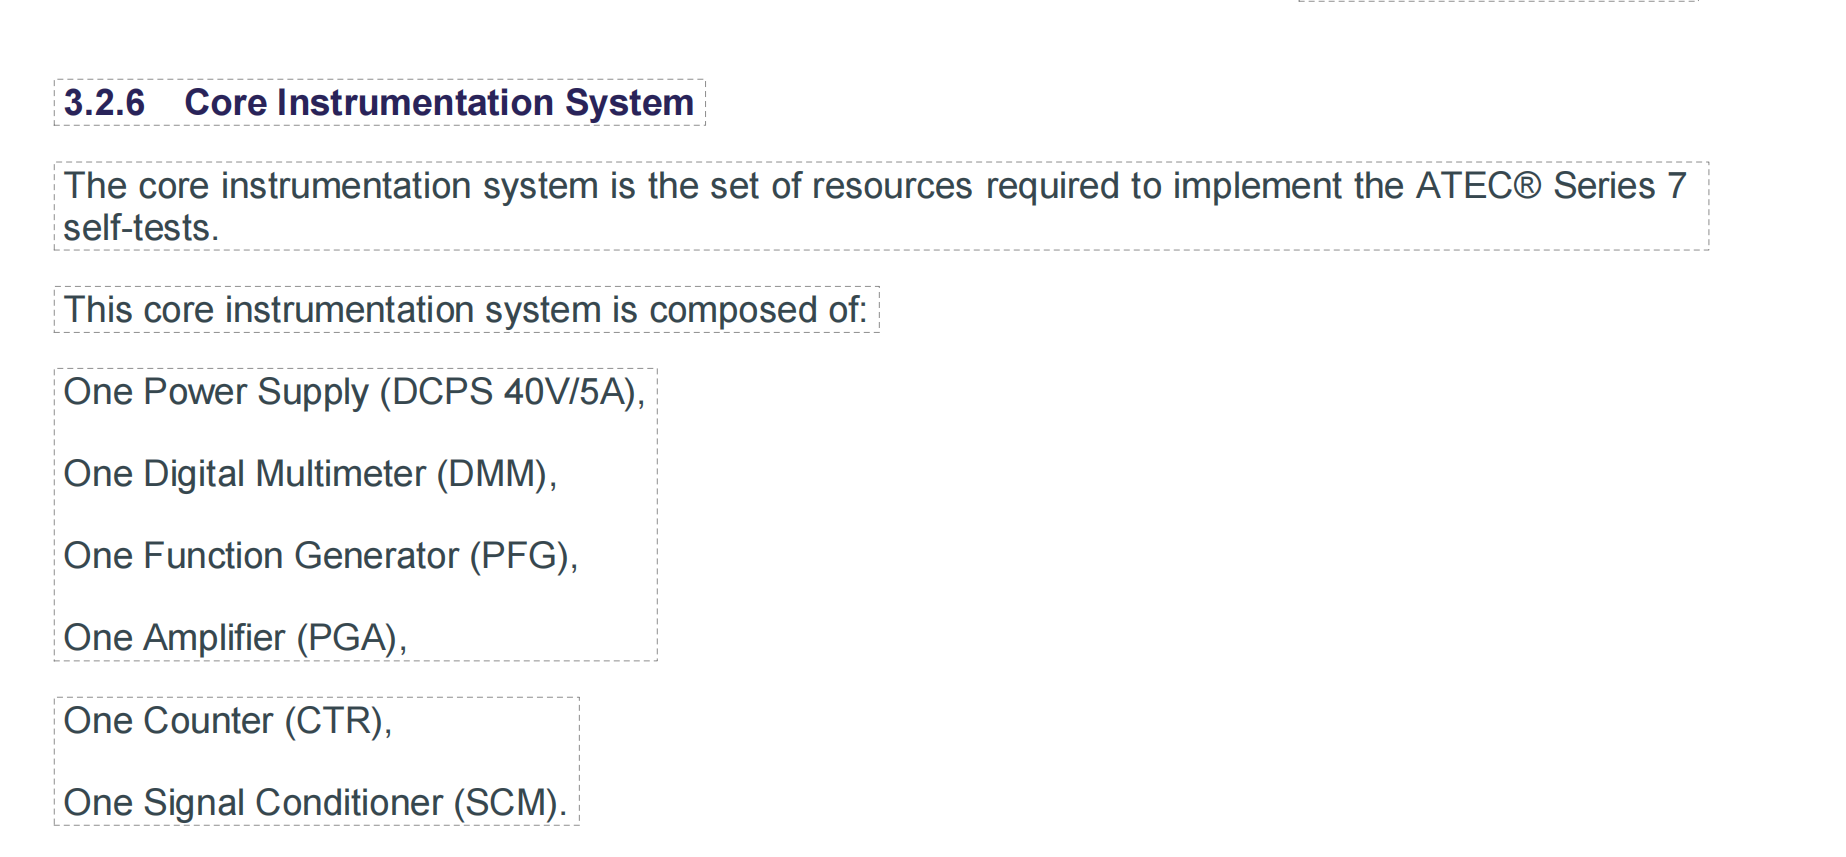 3.2.6 Core Instrumentation System
The core instrumentation system is the set of resources required to implement the ATEC® Series 7
self-tests.
This core instrumentation system is composed of:
One Power Supply (DCPS 40V/5A),
One Digital Multimeter (DMM),
One Function Generator (PFG),
One Amplifier (PGA),
One Counter (CTR),
One Signal Conditioner (SCM).